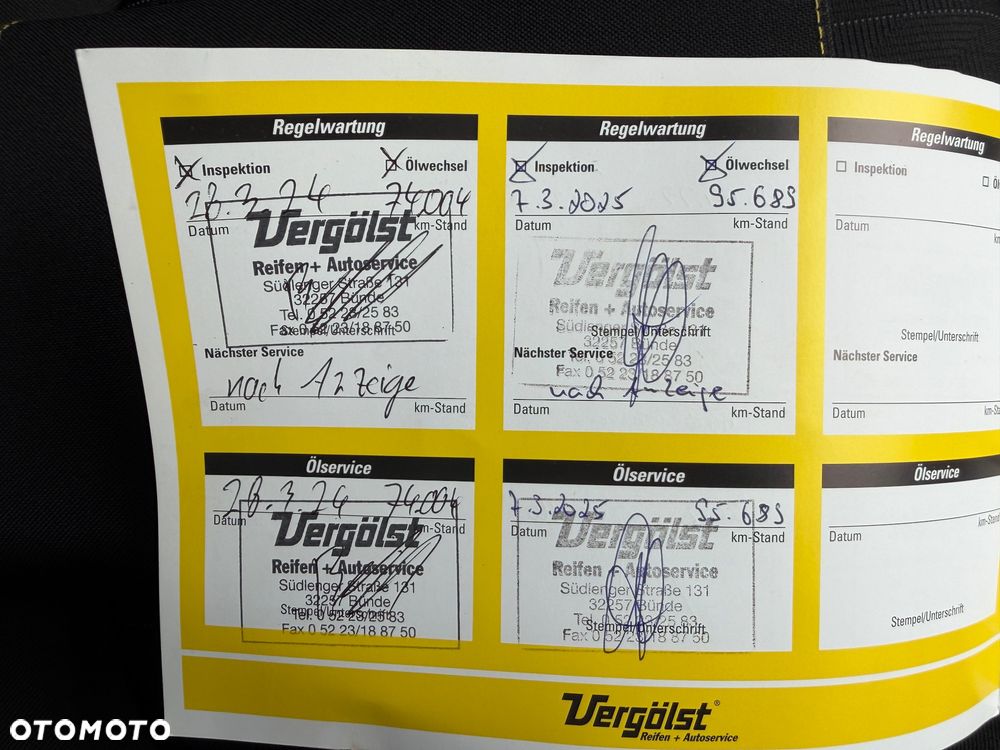 Regelwartung
Inspektion Ölwechsel
28.3.24 74004
Datum km-Stand
Vergölst
Reifen + Autoservice
Südlenger Straße 131
32257 Bünde
Tel. 0 52 23/25 83
Fax 0 52 23/18 87 50
Stempel/Unterschrift
Nächster Service
nach Anzeige
Datum km-Stand
Regelwartung
Inspektion Ölwechsel
7.3.2025 95.689
Datum km-Stand
Vergölst
Reifen + Autoservice
Südlenger Straße 131
Stempel/Unterschrift
32257 Bünde
Nächster Service
Tel. 0 52 23/25 83
Fax 0 52 23/18 87 50
nach Anzeige
Datum km-Stand
Regelwartung
Inspektion
Datum
Stempel/Unterschrift
Nächster Service
Datum km-Sta
Ölservice
28.3.24 74004
Datum km-Stand
Vergölst
Reifen + Autoservice
Südlenger Straße 131
32257 Bünde
Stempel/Unterschrift
Tel. 0 52 23/25 83
Fax 0 52 23/18 87 50
Ölservice
7.3.2025 95.689
Datum km-Stand
Vergölst
Reifen + Autoservice
Südlenger Straße 131
32257 Bünde
Tel. 0 52 23/25 83
Stempel/Unterschrift
Fax 0 52 23/18 87 50
Ölservice
km-Stan
Datum
Stempel/Unterschrift
Vergölst®
Reifen + Autoservice
OTOMOTO